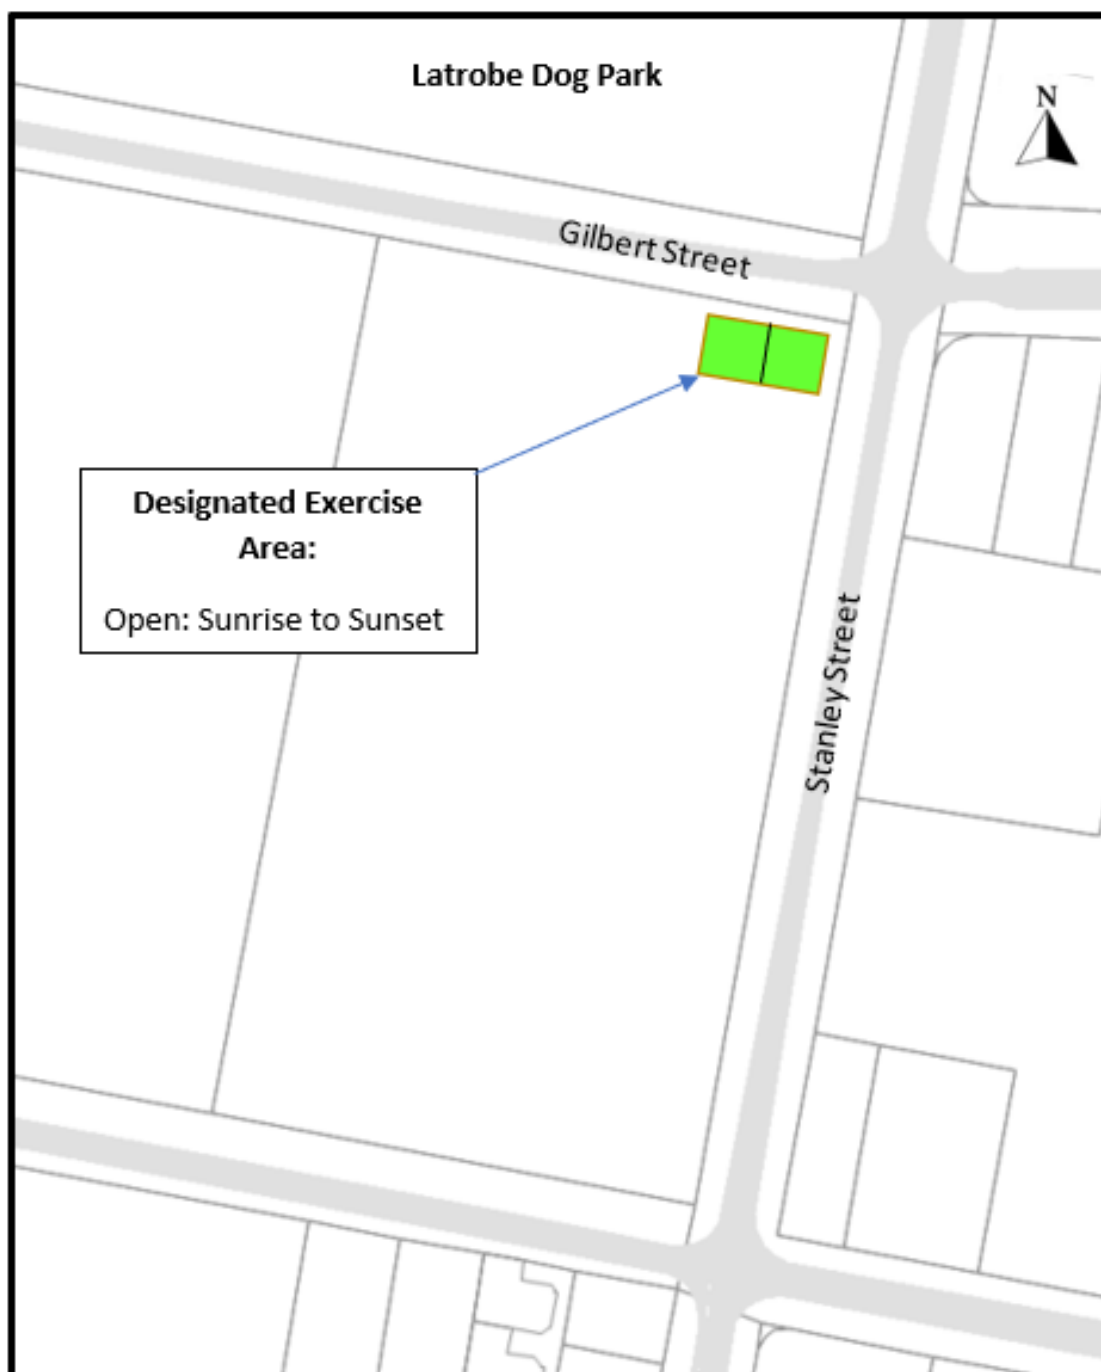 Latrobe Dog Park
N
Gilbert Street
Designated Exercise
Area:
Open: Sunrise to Sunset
Stanley Street